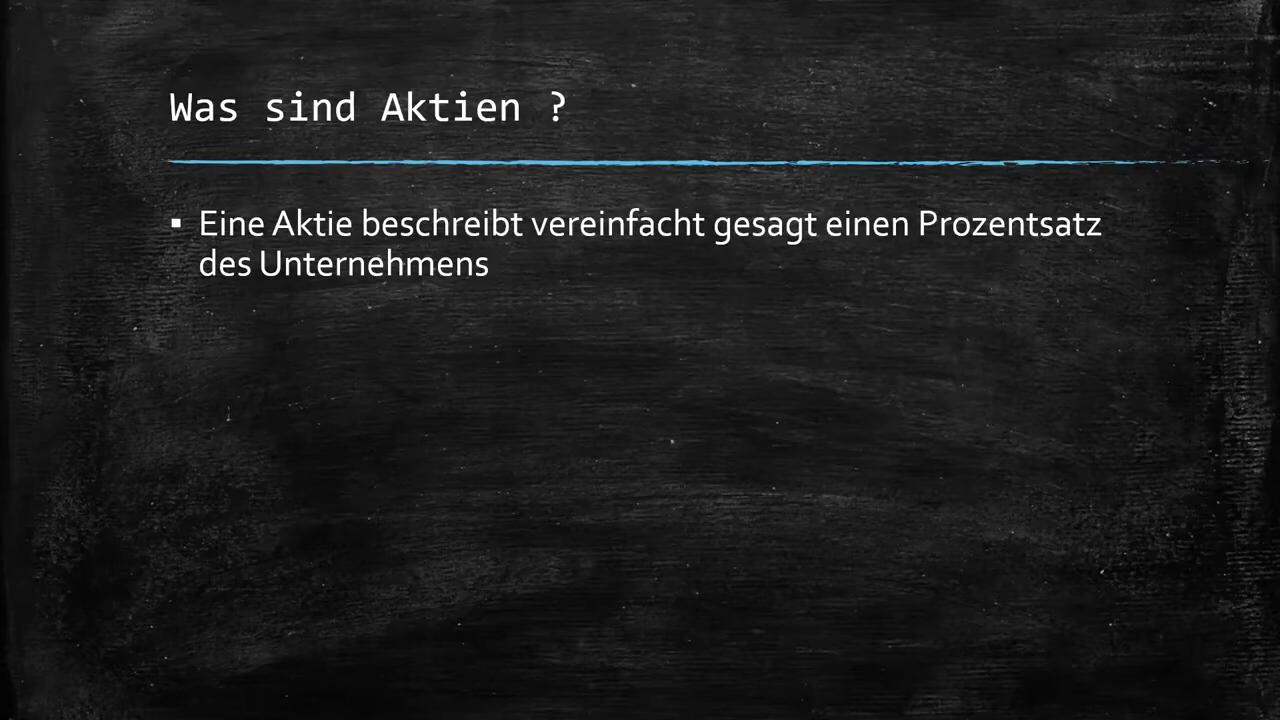 Was sind Aktien ?
▪ Eine Aktie beschreibt vereinfacht gesagt einen Prozentsatz
des Unternehmens